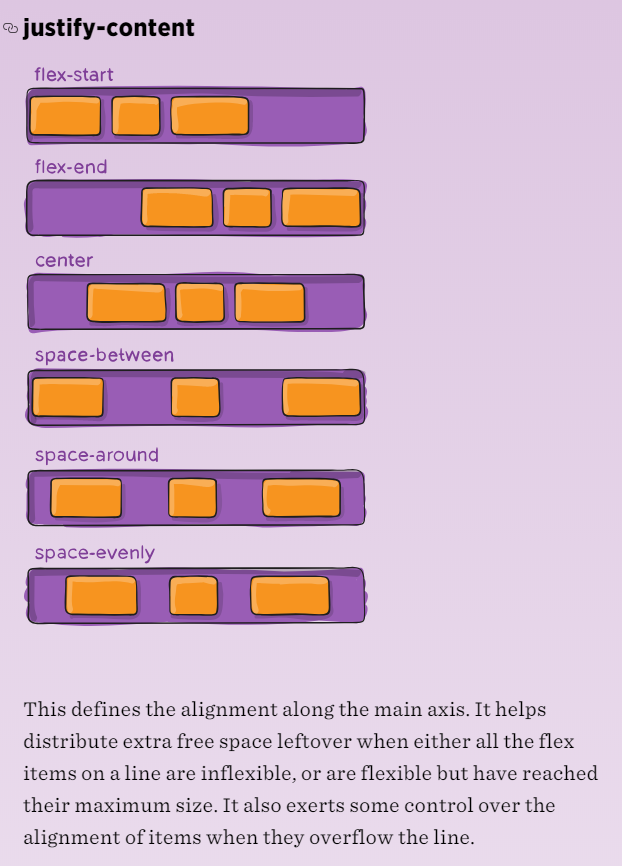 justify-content
flex-start
flex-end
center
space-between
space-around
space-evenly
This defines the alignment along the main axis. It helps
distribute extra free space leftover when either all the flex
items on a line are inflexible, or are flexible but have reached
their maximum size. It also exerts some control over the
alignment of items when they overflow the line.